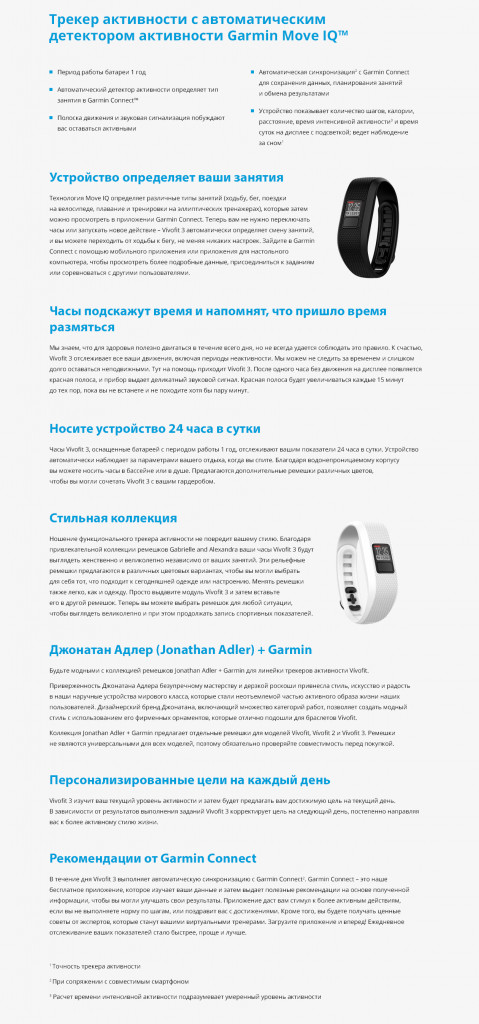 Трекер активности с автоматическим
детектором активности Garmin Move IQ™
Период работы батареи 1 год
Автоматический детектор активности определяет тип
занятия в Garmin Connect™
Полоска движения и звуковая сигнализация побуждают
вас оставаться активными
Автоматическая синхронизация² с Garmin Connect
для сохранения данных, планирования занятий
и обмена результатами
Устройство показывает количество шагов, калории,
расстояние, время интенсивной активности³ и время
суток на дисплее с подсветкой; ведет наблюдение
за сном¹
Устройство определяет ваши занятия
Технология Move IQ определяет различные типы занятий (ходьбу, бег, поездки
на велосипеде, плавание и тренировки на эллиптических тренажерах), которые затем
можно просмотреть в приложении Garmin Connect. Теперь вам не нужно переключать
часы или запускать новое действие – Vívofit 3 автоматически определяет смену занятий,
и вы можете переходить от ходьбы к бегу, не меняя никаких настроек. Зайдите в Garmin
Connect с помощью мобильного приложения или приложения для настольного
компьютера, чтобы просмотреть более подробные данные, присоединиться к заданиям
или соревноваться с другими пользователями.
Часы подскажут время и напомнят, что пришло время
размяться
Мы знаем, что для здоровья полезно двигаться в течение всего дня, но не всегда удается соблюдать это правило. К счастью,
Vívofit 3 отслеживает все ваши движения, включая периоды неактивности. Мы можем не следить за временем и слишком
долго оставаться неподвижными. Тут на помощь приходит Vívofit 3. После одного часа без движения на дисплее появляется
красная полоса, и прибор выдает деликатный звуковой сигнал. Красная полоса будет увеличиваться каждые 15 минут
до тех пор, пока вы не встанете и не походите хотя бы пару минут.
Носите устройство 24 часа в сутки
Часы Vívofit 3, оснащенные батареей с периодом работы 1 год, отслеживают вашим показатели 24 часа в сутки. Устройство
автоматически наблюдает за параметрами вашего отдыха, когда вы спите. Благодаря водонепроницаемому корпусу
вы можете носить часы в бассейне или в душе. Предлагаются дополнительные ремешки различных цветов,
чтобы вы могли сочетать Vívofit 3 с вашим гардеробом.
Стильная коллекция
Ношение функционального трекера активности не повредит вашему стилю. Благодаря
привлекательной коллекции ремешков Gabrielle and Alexandra ваши часы Vívofit 3 будут
выглядеть женственно и великолепно независимо от ваших занятий. Эти рельефные
ремешки предлагаются в различных цветовых вариантах, чтобы вы могли выбрать
для себя тот, что подходит к сегодняшней одежде или настроению. Менять ремешки
также легко, как и одежду. Просто выдавите модуль Vívofit 3 и затем вставьте
его в другой ремешок. Теперь вы можете выбрать ремешок для любой ситуации,
чтобы выглядеть великолепно и при этом продолжать запись спортивных показателей.
Джонатан Адлер (Jonathan Adler) + Garmin
Будьте модными с коллекцией ремешков Jonathan Adler + Garmin для линейки трекеров активности Vívofit.
Приверженность Джонатана Адлера безупречному мастерству и дерзкой роскоши привнесла стиль, искусство и радость
в наши наручные устройства мирового класса, которые стали неотъемлемой частью активного образа жизни наших
пользователей. Дизайнерский бренд Джонатана, включающий множество категорий работ, позволяет создать модный
стиль с использованием его фирменных орнаментов, которые отлично подошли для браслетов Vívofit.
Коллекция Jonathan Adler + Garmin предлагает отдельные ремешки для моделей Vívofit, Vívofit 2 и Vívofit 3. Ремешки
не являются универсальными для всех моделей, поэтому обязательно проверяйте совместимость перед покупкой.
Персонализированные цели на каждый день
Vívofit 3 изучит ваш текущий уровень активности и затем будет предлагать вам достижимую цель на текущий день.
В зависимости от результатов выполнения заданий Vívofit 3 корректирует цель на следующий день, постепенно направляя
вас к более активному стилю жизни.
Рекомендации от Garmin Connect
В течение дня Vívofit 3 выполняет автоматическую синхронизацию с Garmin Connect². Garmin Connect – это наше
бесплатное приложение, которое изучает ваши данные и затем выдает полезные рекомендации на основе полученной
информации, чтобы вы могли улучшать свои результаты. Приложение даст вам стимул к более активным действиям,
если вы не выполняете норму по шагам, или поздравит вас с достижениями. Кроме того, вы будете получать ценные
советы от экспертов, которые станут вашими виртуальными тренерами. Загрузите приложение и вперед! Ежедневное
отслеживание ваших показателей стало быстрее, проще и лучше.
¹ Точность трекера активности
² При сопряжении с совместимым смартфоном
³ Расчет времени интенсивной активности подразумевает умеренный уровень активности